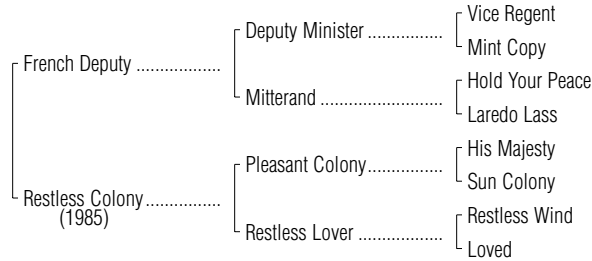 Vice Regent
Deputy Minister ................
Mint Copy
French Deputy ..................
Hold Your Peace
Mitterand ..........................
Laredo Lass
His Majesty
Pleasant Colony................
Sun Colony
Restless Colony ................
(1985)
Restless Wind
Restless Lover ..................
Loved